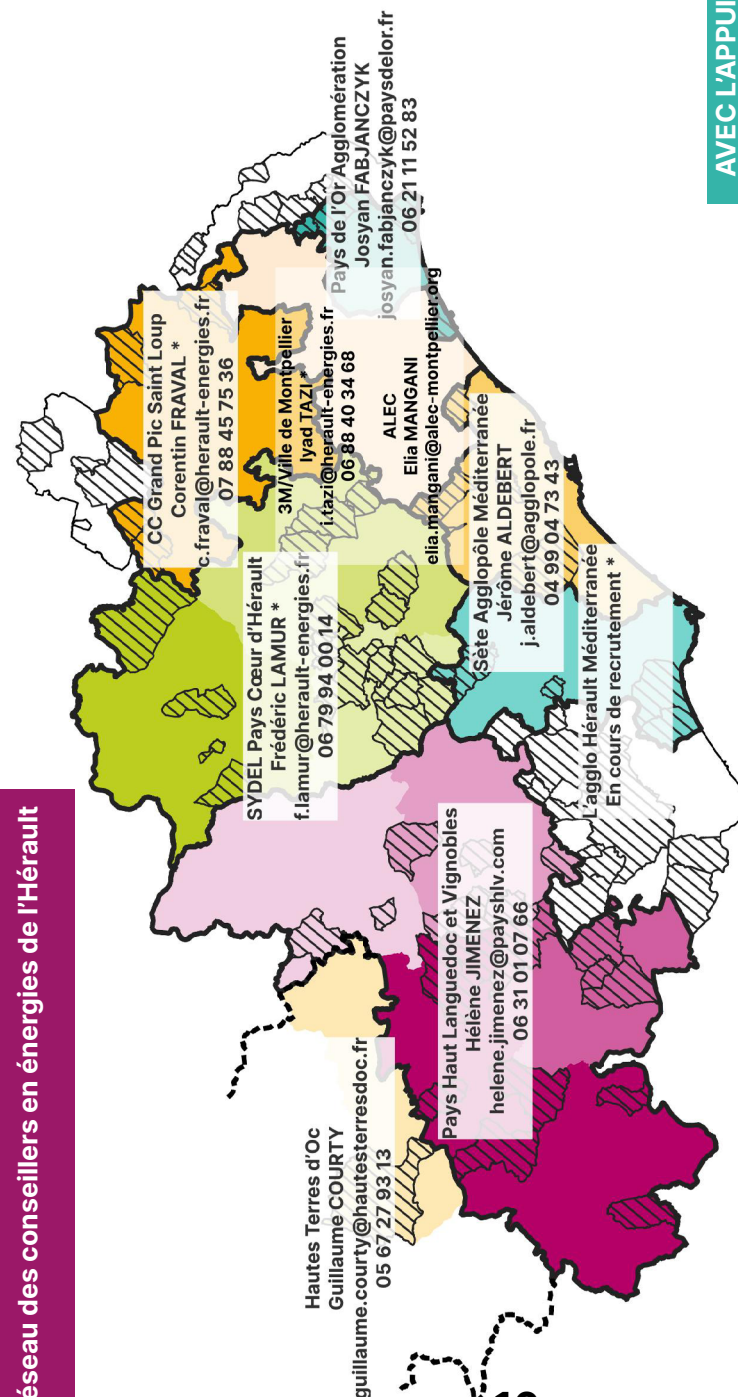 éseau des conseillers en énergies de l'Hérault
Hautes Terres d'Oc
Guillaume COURTY
guillaume.courty@hautesterresdoc.fr
05 67 27 93 13
Pays Haut Languedoc et Vignobles
Hélène JIMENEZ
helene.jimenez@payshlv.com
06 31 01 07 66
SYDEL Pays Cœur d'Hérault
Frédéric LAMUR *
f.lamur@herault-energies.fr
06 79 94 00 14
CC Grand Pic Saint Loup
Corentin FRAVAL *
c.fraval@herault-energies.fr
07 88 45 75 36
3M/Ville de Montpellier
Iyad TAZI *
i.tazi@herault-energies.fr
06 88 40 34 68
ALEC
Elia MANGANI
elia.mangani@alec-montpellier.org
Pays de l'Or Agglomération
Josyan FABJANCZYK
josyan.fabjanczyk@paysdelor.fr
06 21 11 52 83
Sète Agglopôle Méditerranée
Jérôme ALDEBERT
j.aldebert@agglopole.fr
04 99 04 73 43
L'agglo Hérault Méditerranée
En cours de recrutement *
AVEC L'APPUI